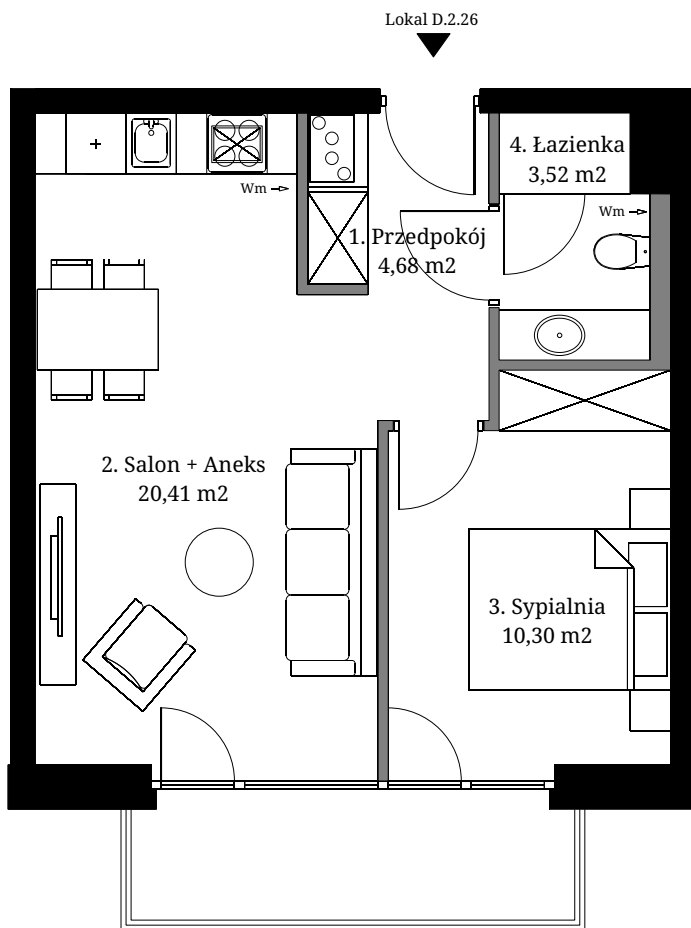 Lokal D.2.26
4. Łazienka
3,52 m2
Wm
Wm
1. Przedpokój
4,68 m2
2. Salon + Aneks
20,41 m2
3. Sypialnia
10,30 m2